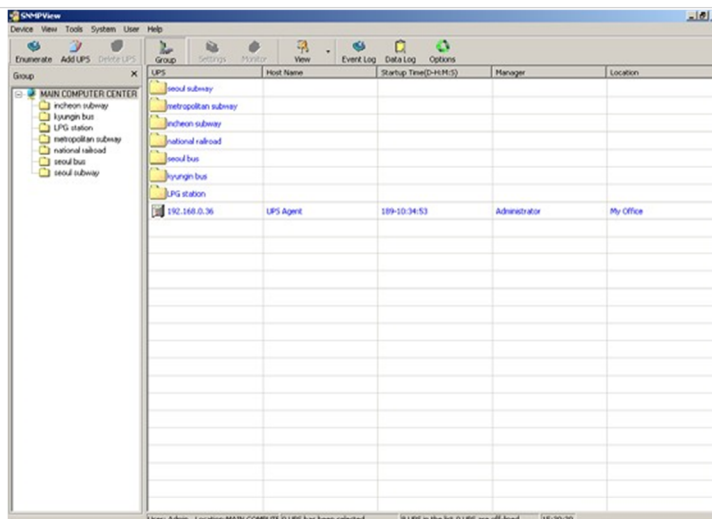 SNMPView
Device View Tools System User Help
Enumerate Add UPS Delete UPS Group Settings Monitor View Event Log Data Log Options
Group
MAIN COMPUTER CENTER
incheon subway
kyungin bus
LPG station
metropolitan subway
national railroad
seoul bus
seoul subway
UPS Host Name Startup Time(D-H:M:S) Manager Location
seoul subway
metropolitan subway
incheon subway
national railroad
seoul bus
kyungin bus
LPG station
192.168.0.36 UPS Agent 189-10:34:53 Administrator My Office